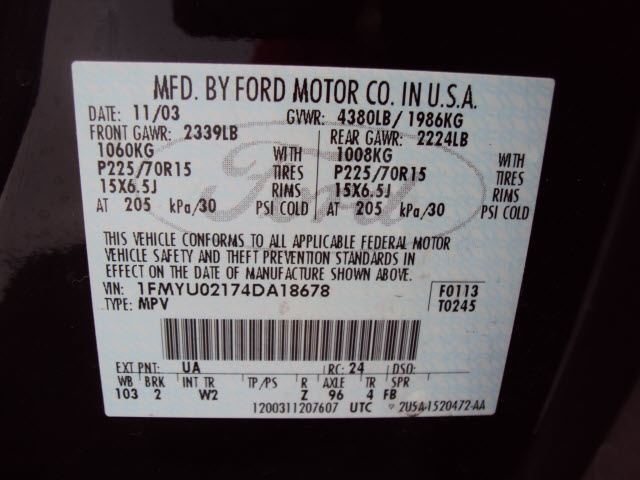 MFD. BY FORD MOTOR CO. IN U.S.A.
DATE: 11/03 GVWR: 4380LB/ 1986KG
FRONT GAWR: 2339LB REAR GAWR: 2224LB
1060KG WITH 1008KG WITH
P225/70R15 TIRES P225/70R15 TIRES
15X6.5J RIMS 15X6.5J RIMS
AT 205 kPa/30 PSI COLD AT 205 kPa/30 PSI COLD
Ford
THIS VEHICLE CONFORMS TO ALL APPLICABLE FEDERAL MOTOR
VEHICLE SAFETY AND THEFT PREVENTION STANDARDS IN
EFFECT ON THE DATE OF MANUFACTURE SHOWN ABOVE.
VIN: 1FMYU02174DA18678 F0113
TYPE: MPV T0245
EXT PNT: UA RC: 24 DSO:
WB BRK INT TR TP/PS R AXLE TR SPR
103 2 W2 Z 96 4 FB
1200311207607 UTC 2U5A-1520472-AA